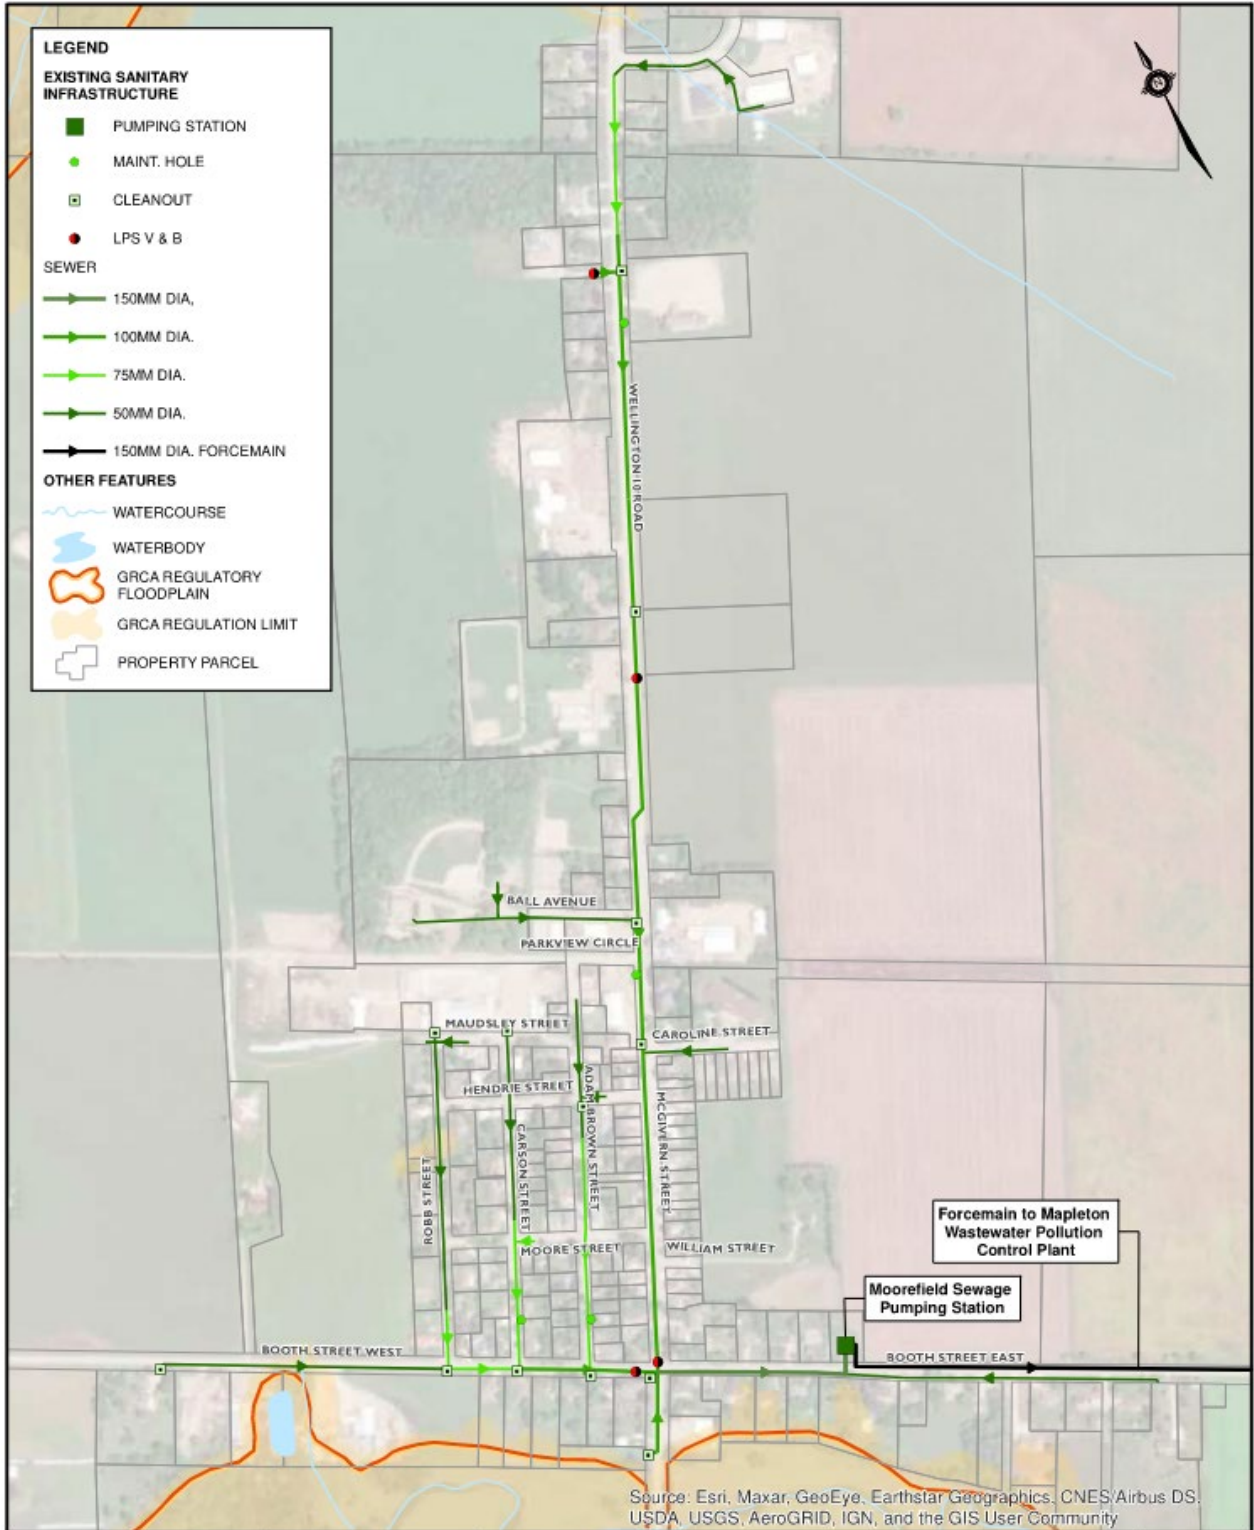 LEGEND
EXISTING SANITARY
INFRASTRUCTURE
PUMPING STATION
MAINT. HOLE
CLEANOUT
LPS V & B
SEWER
150MM DIA,
100MM DIA.
75MM DIA.
50MM DIA.
150MM DIA. FORCEMAIN
OTHER FEATURES
WATERCOURSE
WATERBODY
GRCA REGULATORY
FLOODPLAIN
GRCA REGULATION LIMIT
PROPERTY PARCEL
N
WELLINGTON 10 ROAD
BALL AVENUE
PARKVIEW CIRCLE
MAUDSLEY STREET
CAROLINE STREET
HENDRIE STREET
ADAM BROWN STREET
MCGIVERN STREET
CARSON STREET
ROBB STREET
MOORE STREET
WILLIAM STREET
Forcemain to Mapleton
Wastewater Pollution
Control Plant
Moorefield Sewage
Pumping Station
BOOTH STREET WEST
BOOTH STREET EAST
Source: Esri, Maxar, GeoEye, Earthstar Geographics, CNES/Airbus DS,
USDA, USGS, AeroGRID, IGN, and the GIS User Community